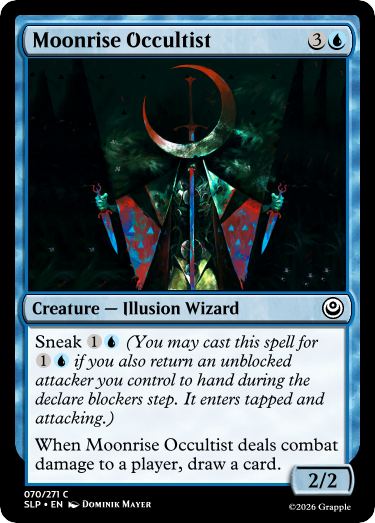 Moonrise Occultist 3
Creature — Illusion Wizard
Sneak 1 (You may cast this spell for
1 if you also return an unblocked
attacker you control to hand during the
declare blockers step. It enters tapped and
attacking.)
When Moonrise Occultist deals combat
damage to a player, draw a card.
2/2
070/271 C
SLP • EN Dominik Mayer
©2026 Grapple